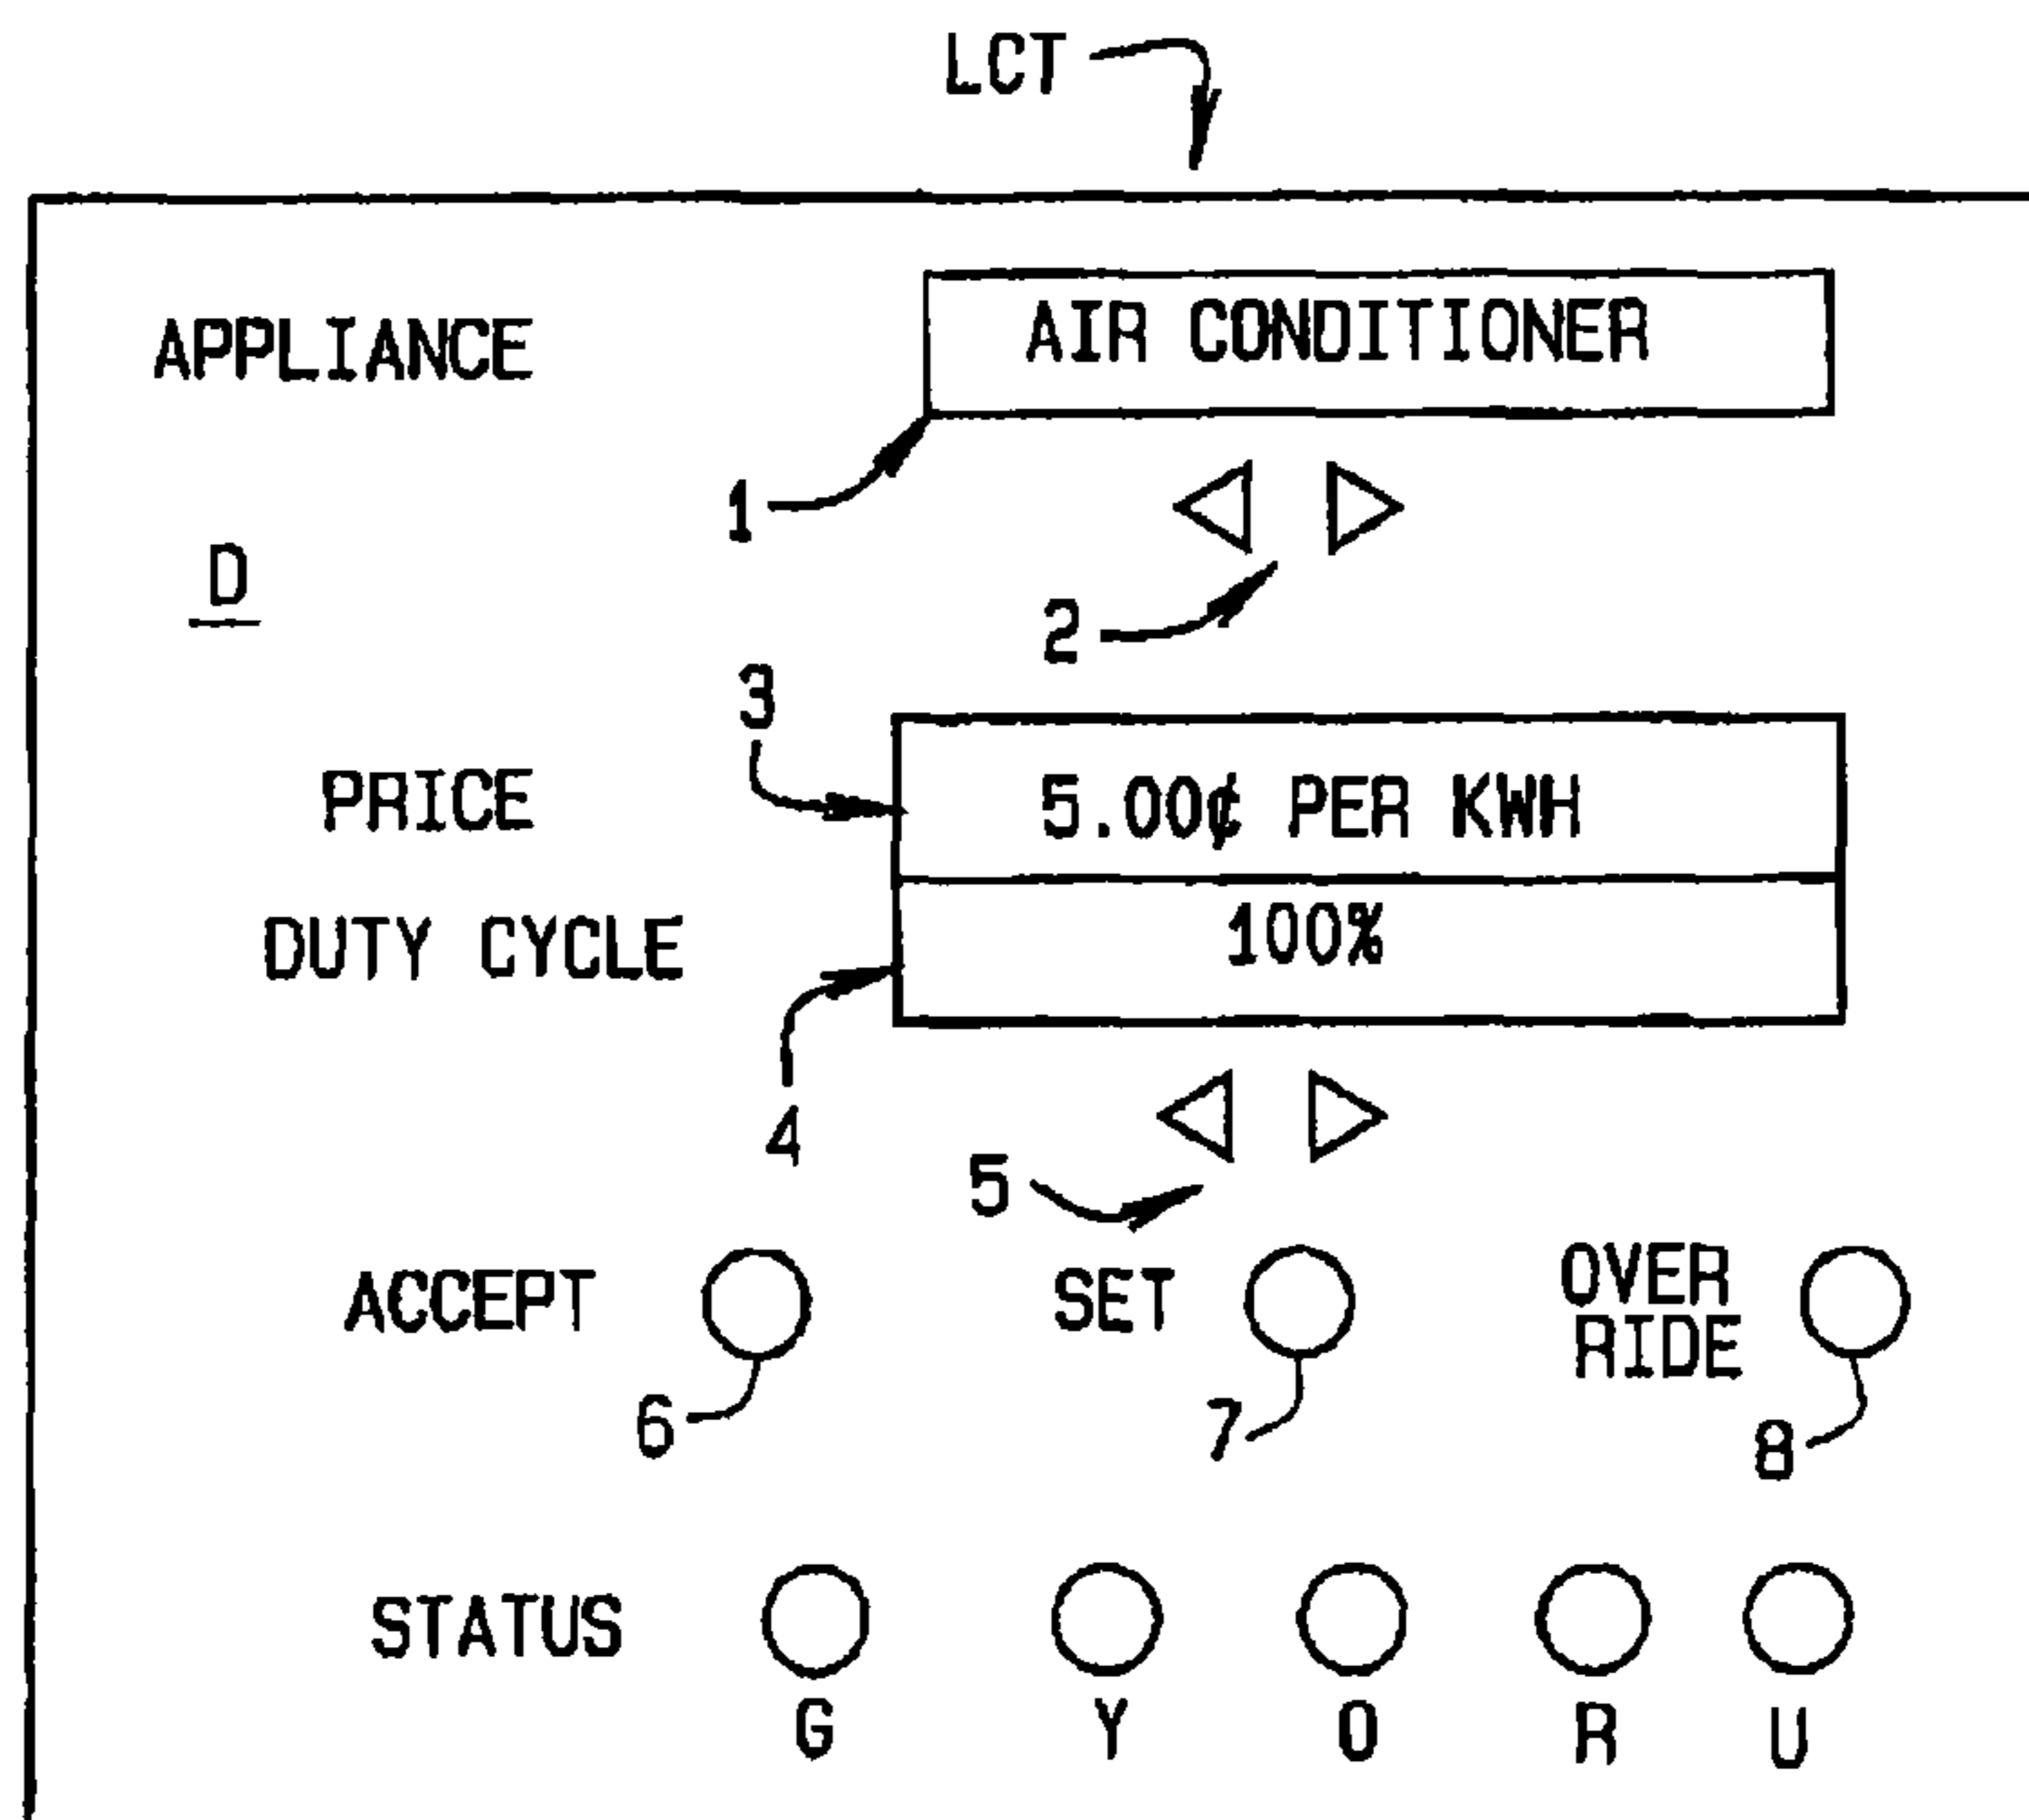 LCT
APPLIANCE AIR CONDITIONER
1
D
2
3
PRICE 5.00¢ PER KWH
DUTY CYCLE 100%
4
5
ACCEPT SET OVER
RIDE
6 7 8
STATUS
G Y O R U